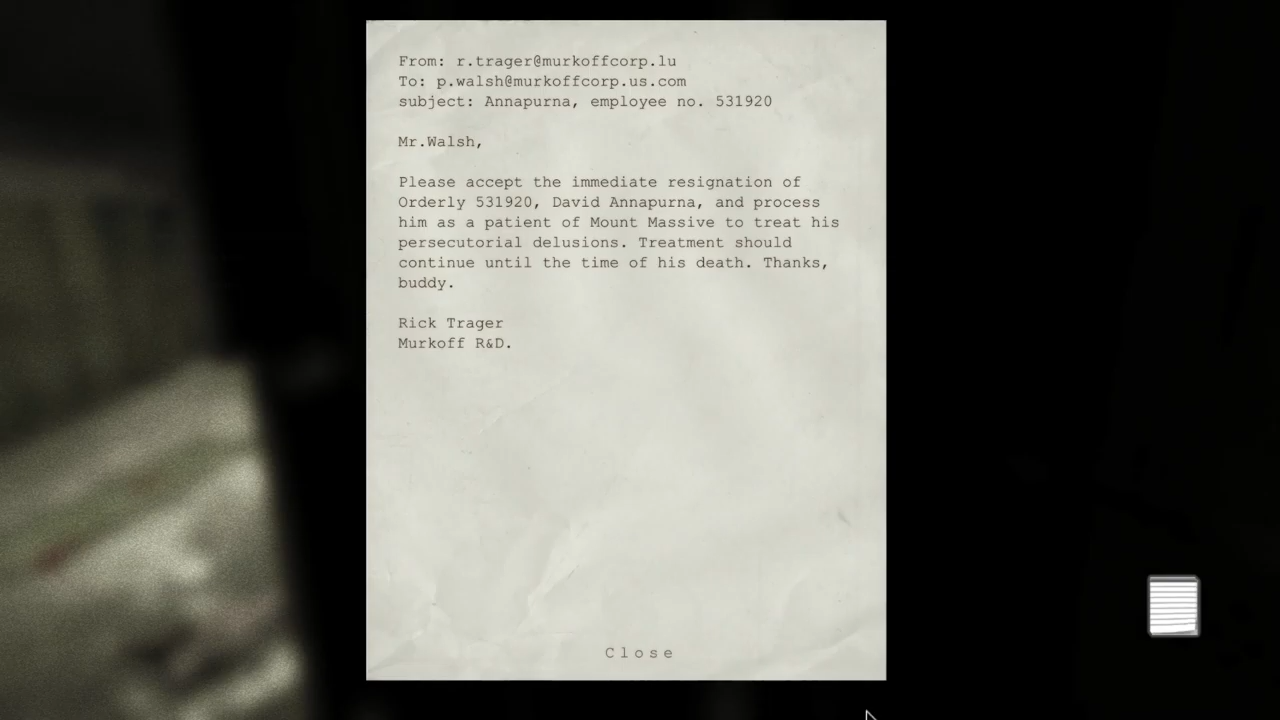 From: r.trager@murkoffcorp.lu
To: p.walsh@murkoffcorp.us.com
subject: Annapurna, employee no. 531920
Mr.Walsh,
Please accept the immediate resignation of
Orderly 531920, David Annapurna, and process
him as a patient of Mount Massive to treat his
persecutorial delusions. Treatment should
continue until the time of his death. Thanks,
buddy.
Rick Trager
Murkoff R&D.
Close